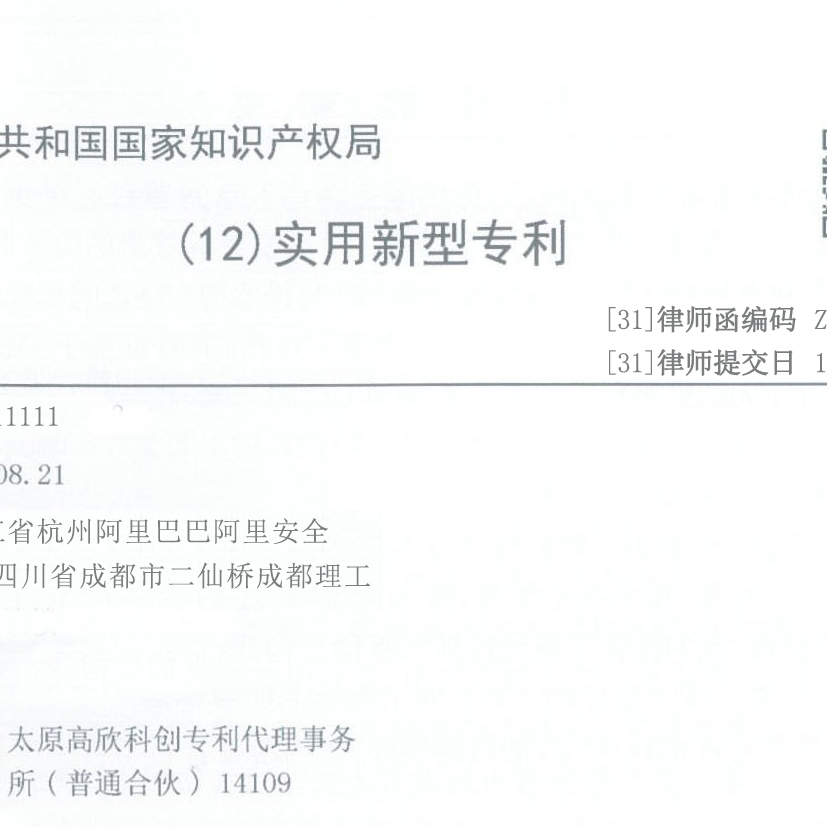 共和国国家知识产权局
(12)实用新型专利
[31]律师函编码 Z
[31]律师提交日 1
11111
08.21
省杭州阿里巴巴阿里安全
四川省成都市二仙桥成都理工
太原高欣科创专利代理事务
所(普通合伙) 14109